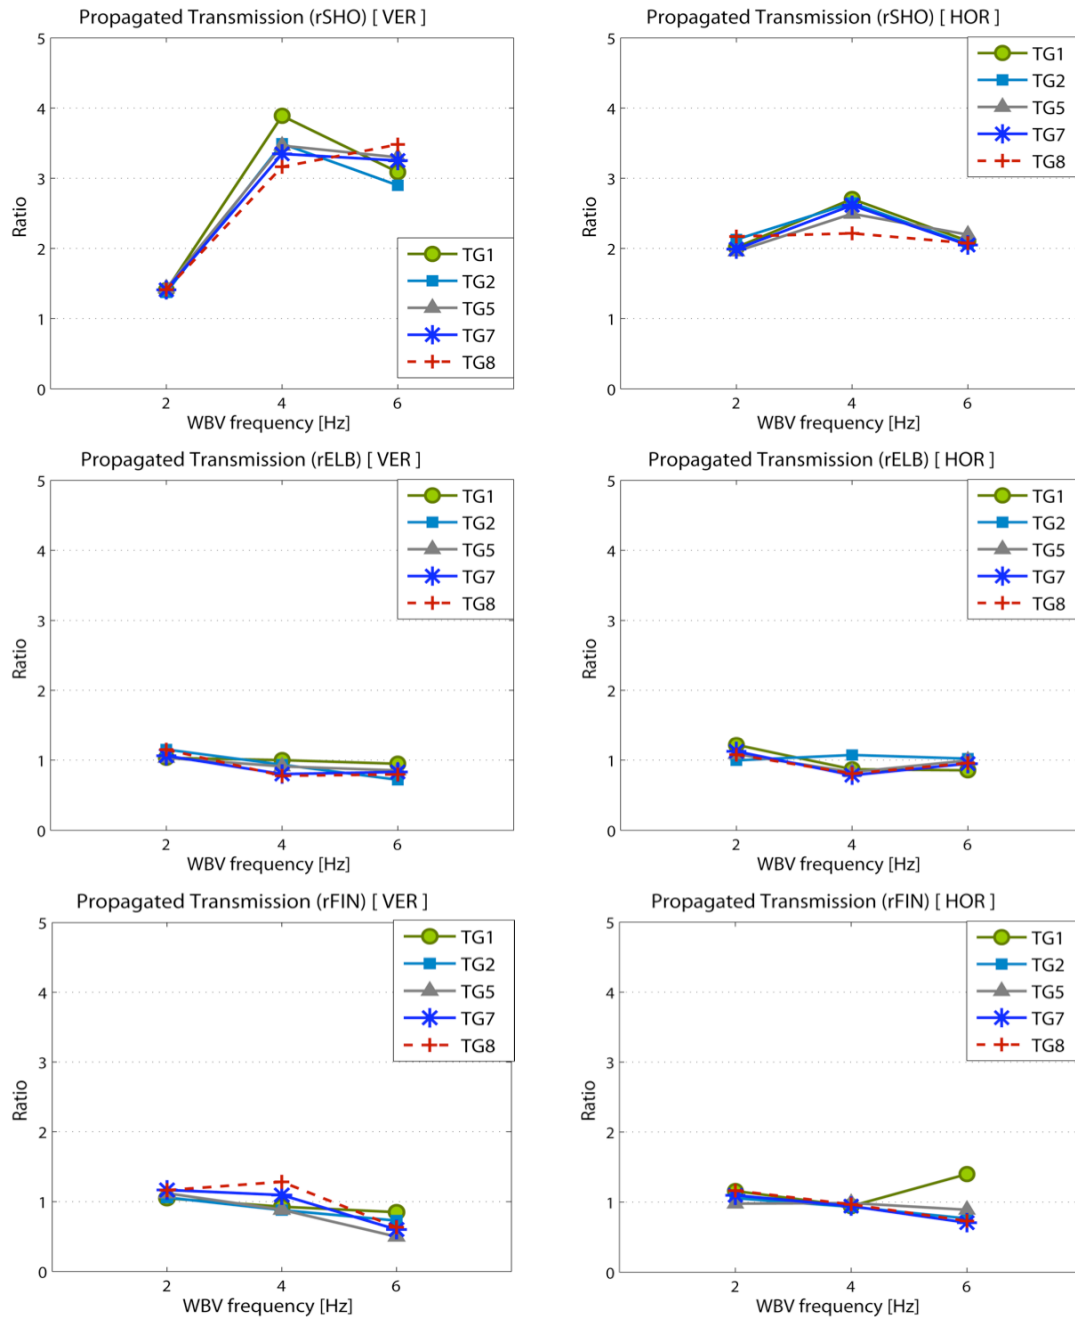 Propagated Transmission (rSHO) [ VER ]
5
4
3
2
1
0
Ratio
2 4 6
WBV frequency [Hz]
TG1
TG2
TG5
TG7
TG8
Propagated Transmission (rSHO) [ HOR ]
5
4
3
2
1
0
Ratio
2 4 6
WBV frequency [Hz]
TG1
TG2
TG5
TG7
TG8
Propagated Transmission (rELB) [ VER ]
5
4
3
2
1
0
Ratio
2 4 6
WBV frequency [Hz]
TG1
TG2
TG5
TG7
TG8
Propagated Transmission (rELB) [ HOR ]
5
4
3
2
1
0
Ratio
2 4 6
WBV frequency [Hz]
TG1
TG2
TG5
TG7
TG8
Propagated Transmission (rFIN) [ VER ]
5
4
3
2
1
0
Ratio
2 4 6
WBV frequency [Hz]
TG1
TG2
TG5
TG7
TG8
Propagated Transmission (rFIN) [ HOR ]
5
4
3
2
1
0
Ratio
2 4 6
WBV frequency [Hz]
TG1
TG2
TG5
TG7
TG8